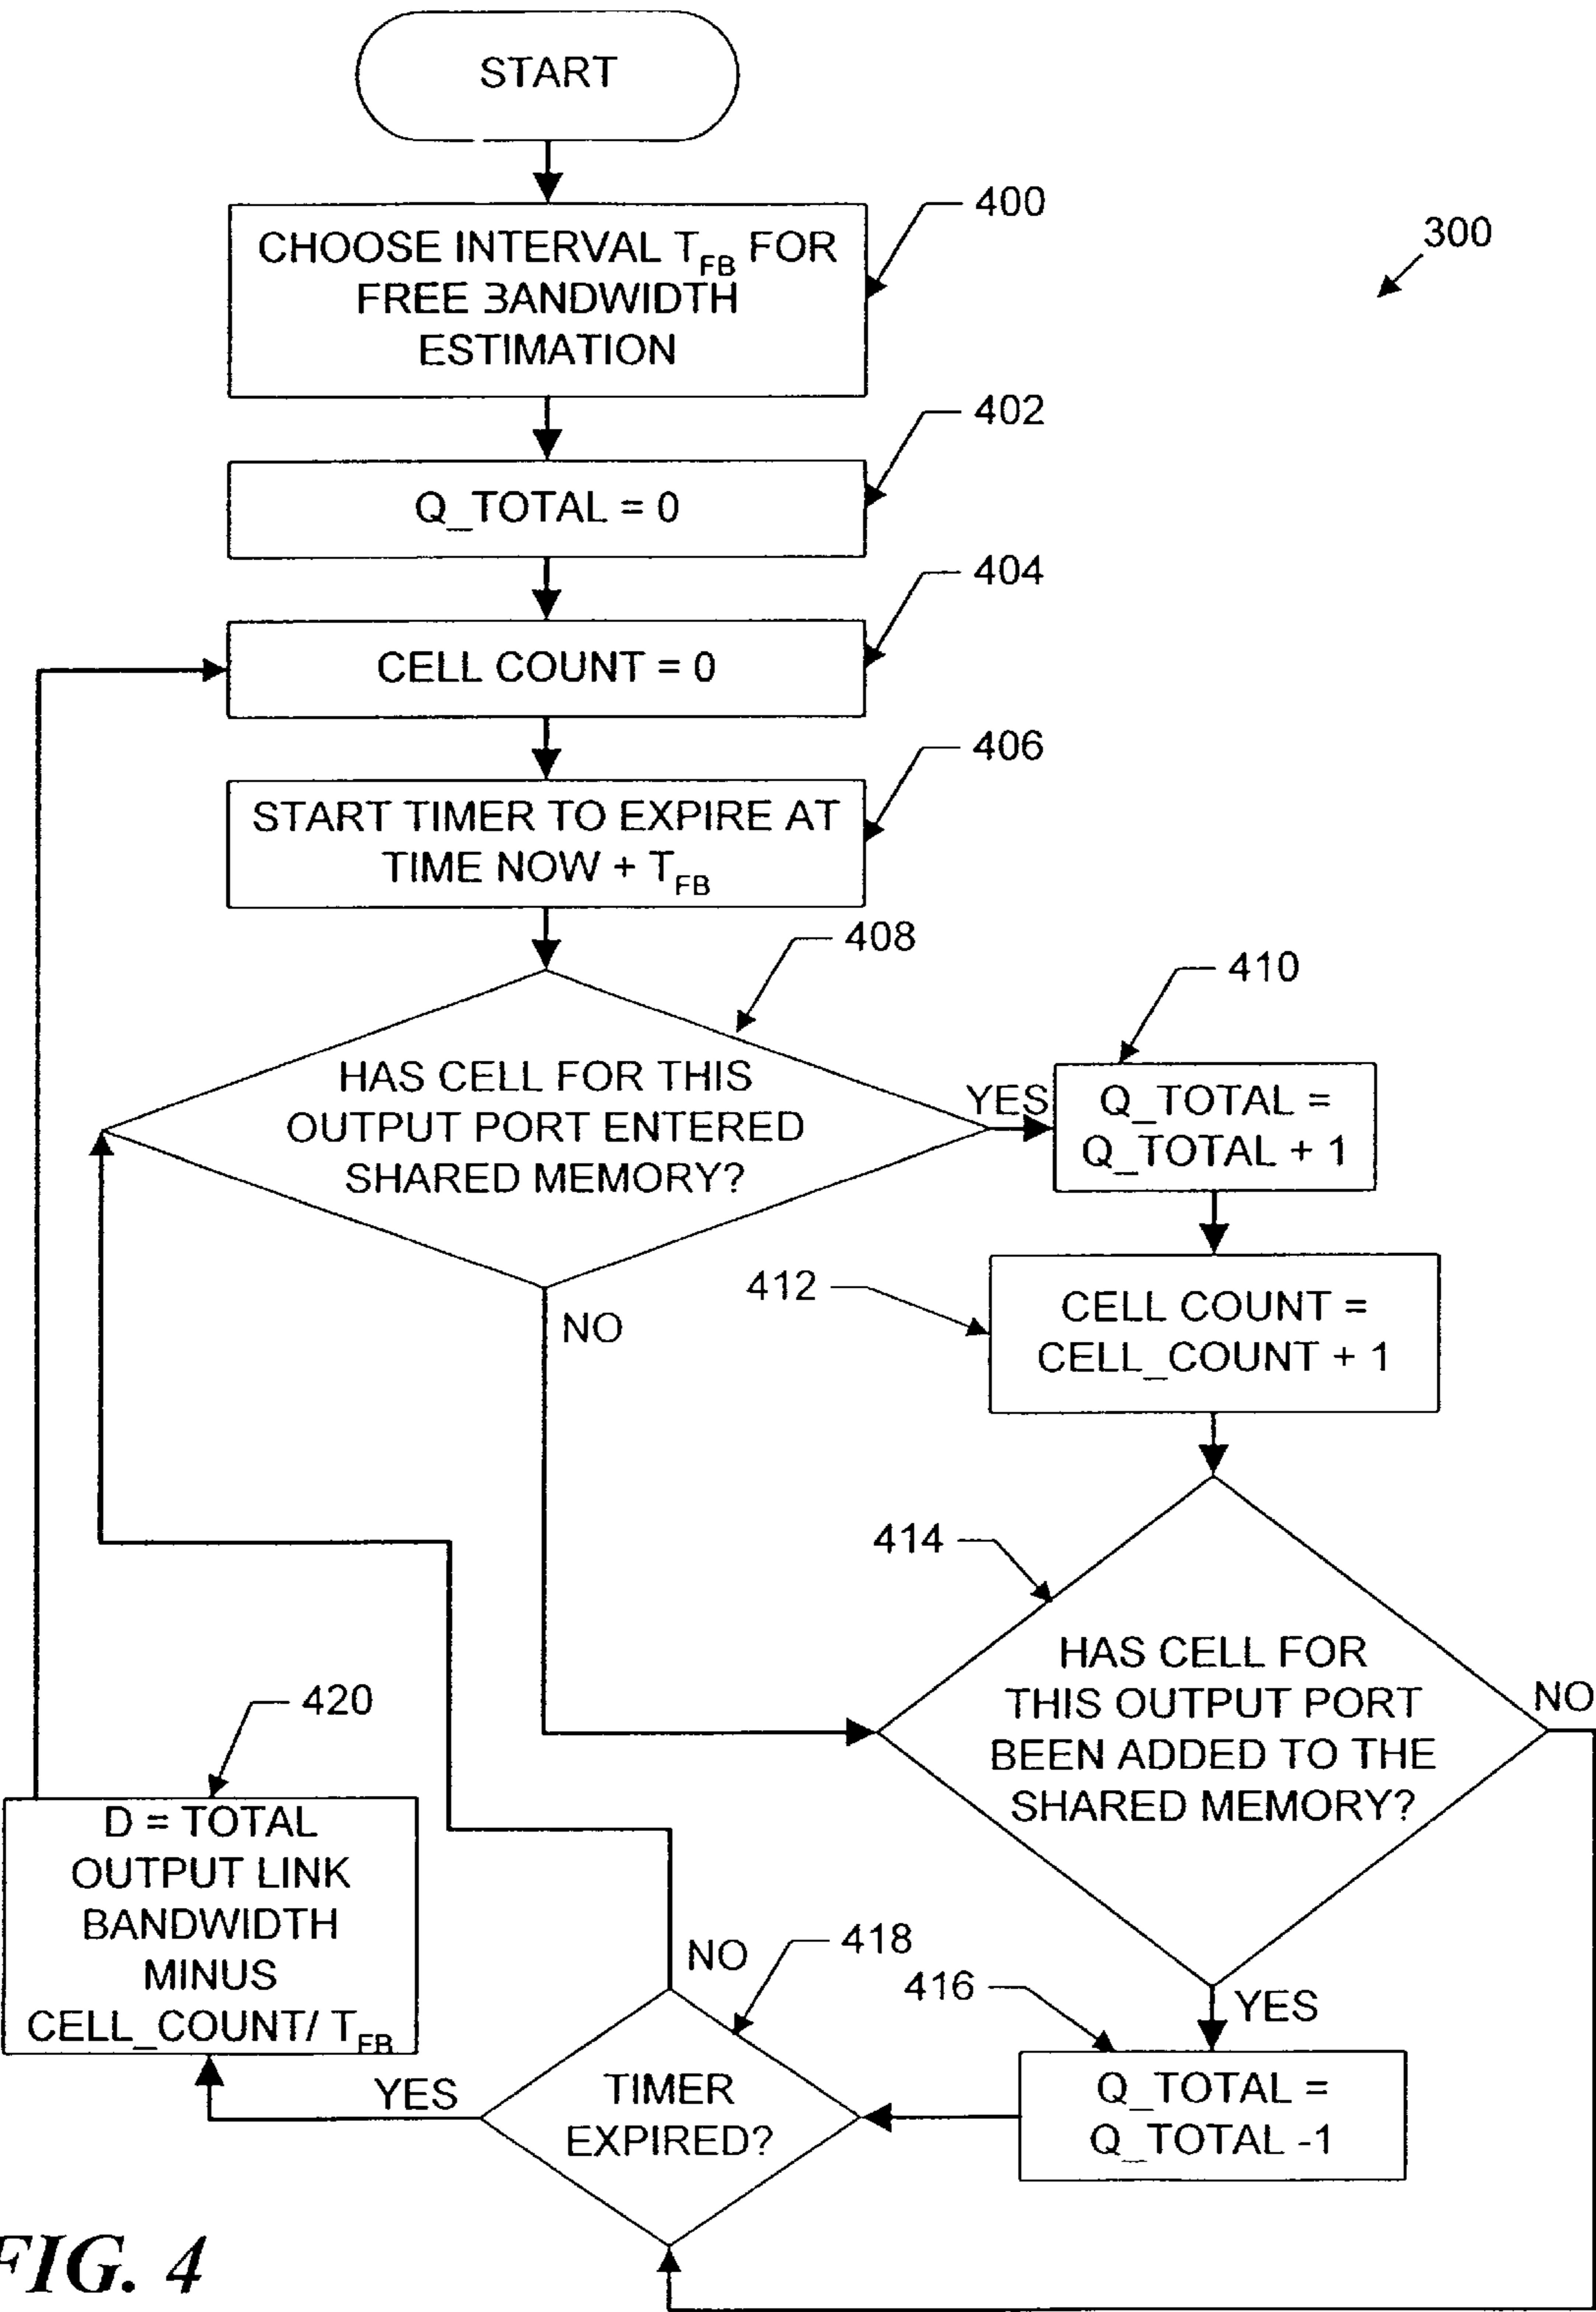 START
400
CHOOSE INTERVAL T_FB FOR
FREE BANDWIDTH
ESTIMATION
300
402
Q_TOTAL = 0
404
CELL COUNT = 0
406
START TIMER TO EXPIRE AT
TIME NOW + T_FB
408
HAS CELL FOR THIS
OUTPUT PORT ENTERED
SHARED MEMORY?
YES
410
Q_TOTAL =
Q_TOTAL + 1
NO
412
CELL COUNT =
CELL_COUNT + 1
414
HAS CELL FOR
THIS OUTPUT PORT
BEEN ADDED TO THE
SHARED MEMORY?
NO
YES
416
Q_TOTAL =
Q_TOTAL -1
418
TIMER
EXPIRED?
NO
YES
420
D = TOTAL
OUTPUT LINK
BANDWIDTH
MINUS
CELL_COUNT/ T_FB
FIG. 4